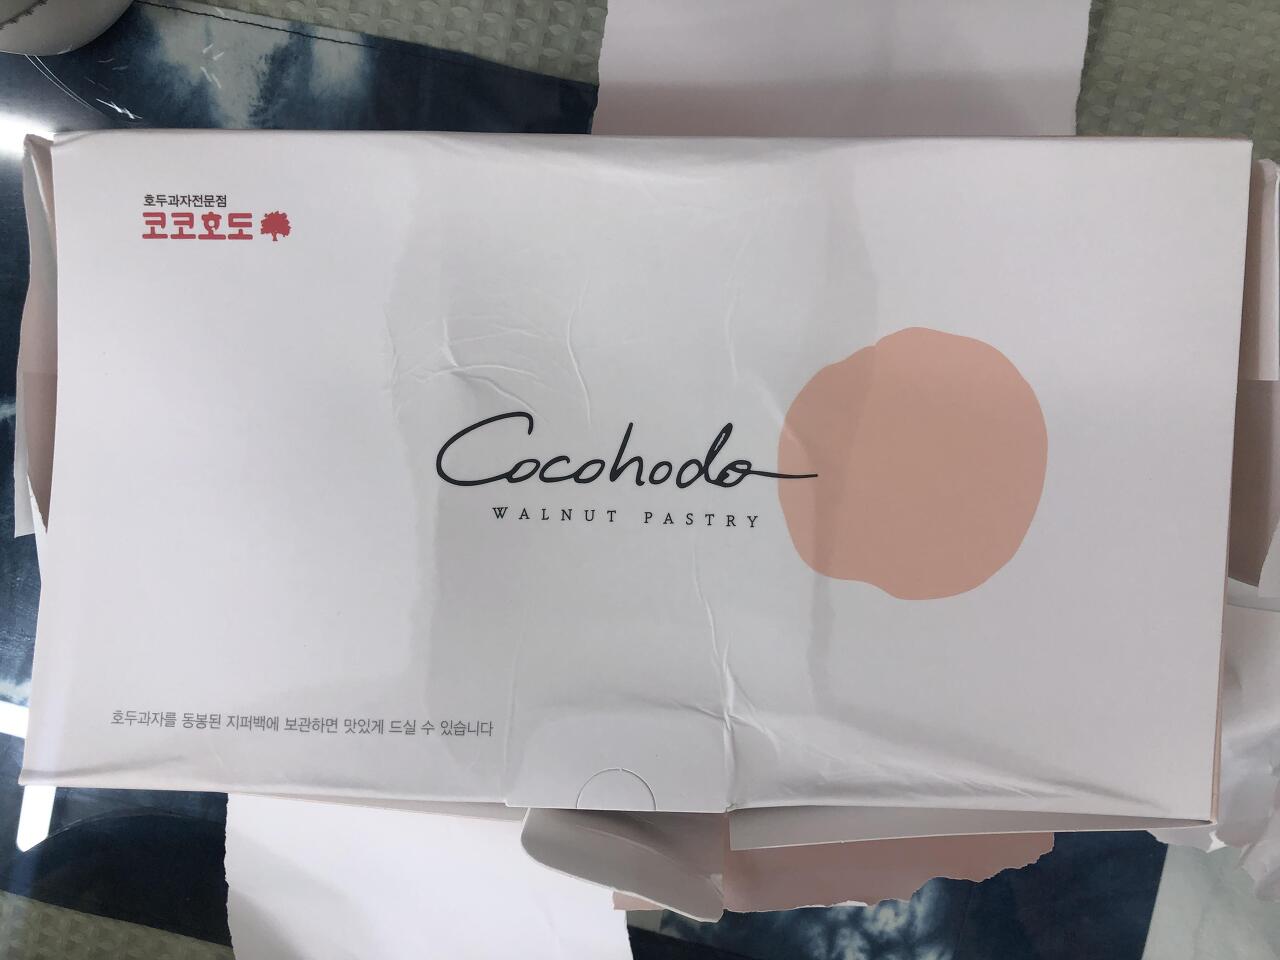 호두과자전문점
코코호도
Cocohodo
WALNUT PASTRY
호두과자를 동봉된 지퍼백에 보관하면 맛있게 드실 수 있습니다